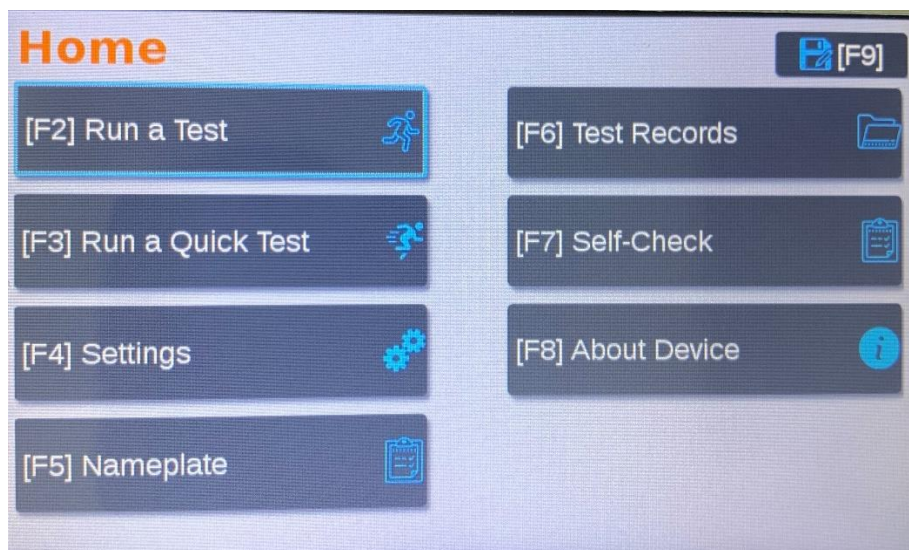 Home
[F9]
[F2] Run a Test
[F3] Run a Quick Test
[F4] Settings
[F5] Nameplate
[F6] Test Records
[F7] Self-Check
[F8] About Device